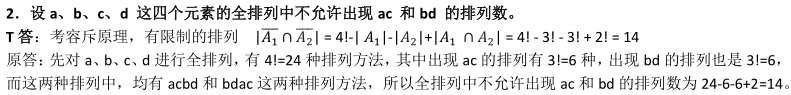 2. 设 a、b、c、d 这四个元素的全排列中不允许出现 ac 和 bd 的排列数。
T 答：考容斥原理，有限制的排列 |A̅₁ ∩ A̅₂| = 4!-| A₁|-|A₂|+|A₁ ∩ A₂| = 4! - 3! - 3! + 2! = 14
原答：先对 a、b、c、d 进行全排列，有 4!=24 种排列方法，其中出现 ac 的排列有 3!=6 种，出现 bd 的排列也是 3!=6，
而这两种排列中，均有 acbd 和 bdac 这两种排列方法，所以全排列中不允许出现 ac 和 bd 的排列数为 24-6-6+2=14。